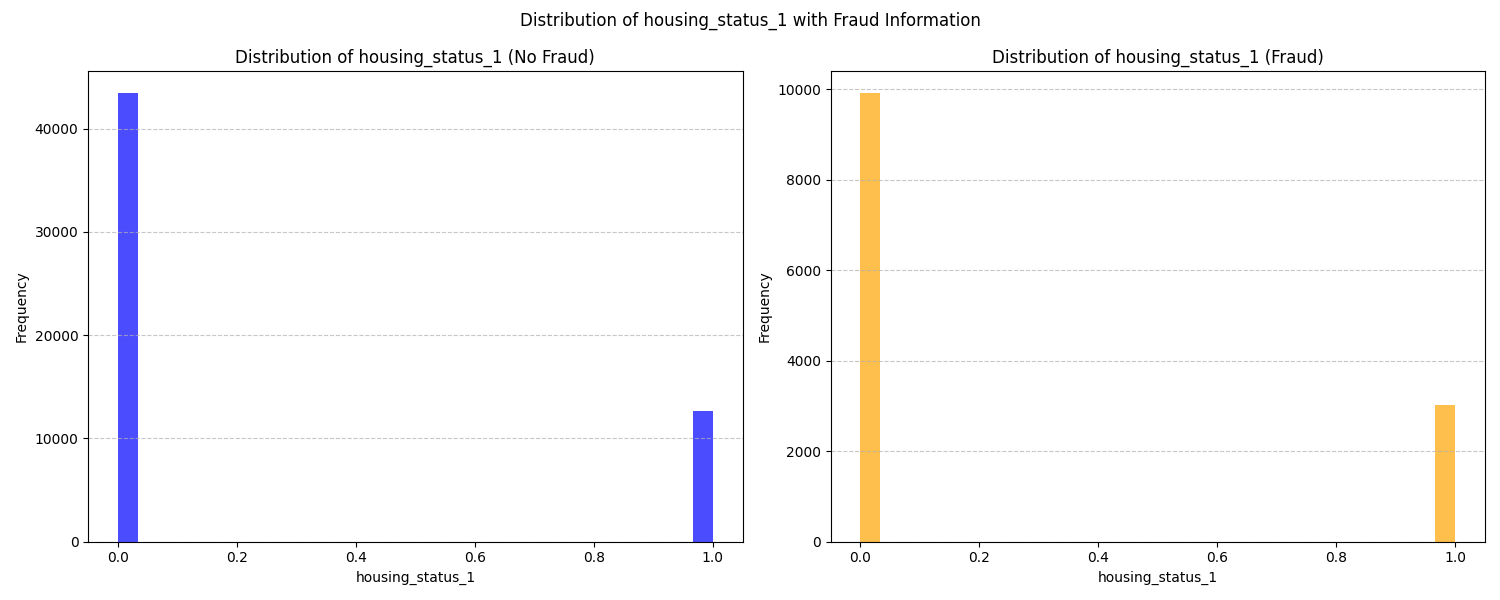 Distribution of housing_status_1 with Fraud Information
Distribution of housing_status_1 (No Fraud)
Frequency
40000
30000
20000
10000
0
0.0 0.2 0.4 0.6 0.8 1.0
housing_status_1
Distribution of housing_status_1 (Fraud)
Frequency
10000
8000
6000
4000
2000
0
0.0 0.2 0.4 0.6 0.8 1.0
housing_status_1